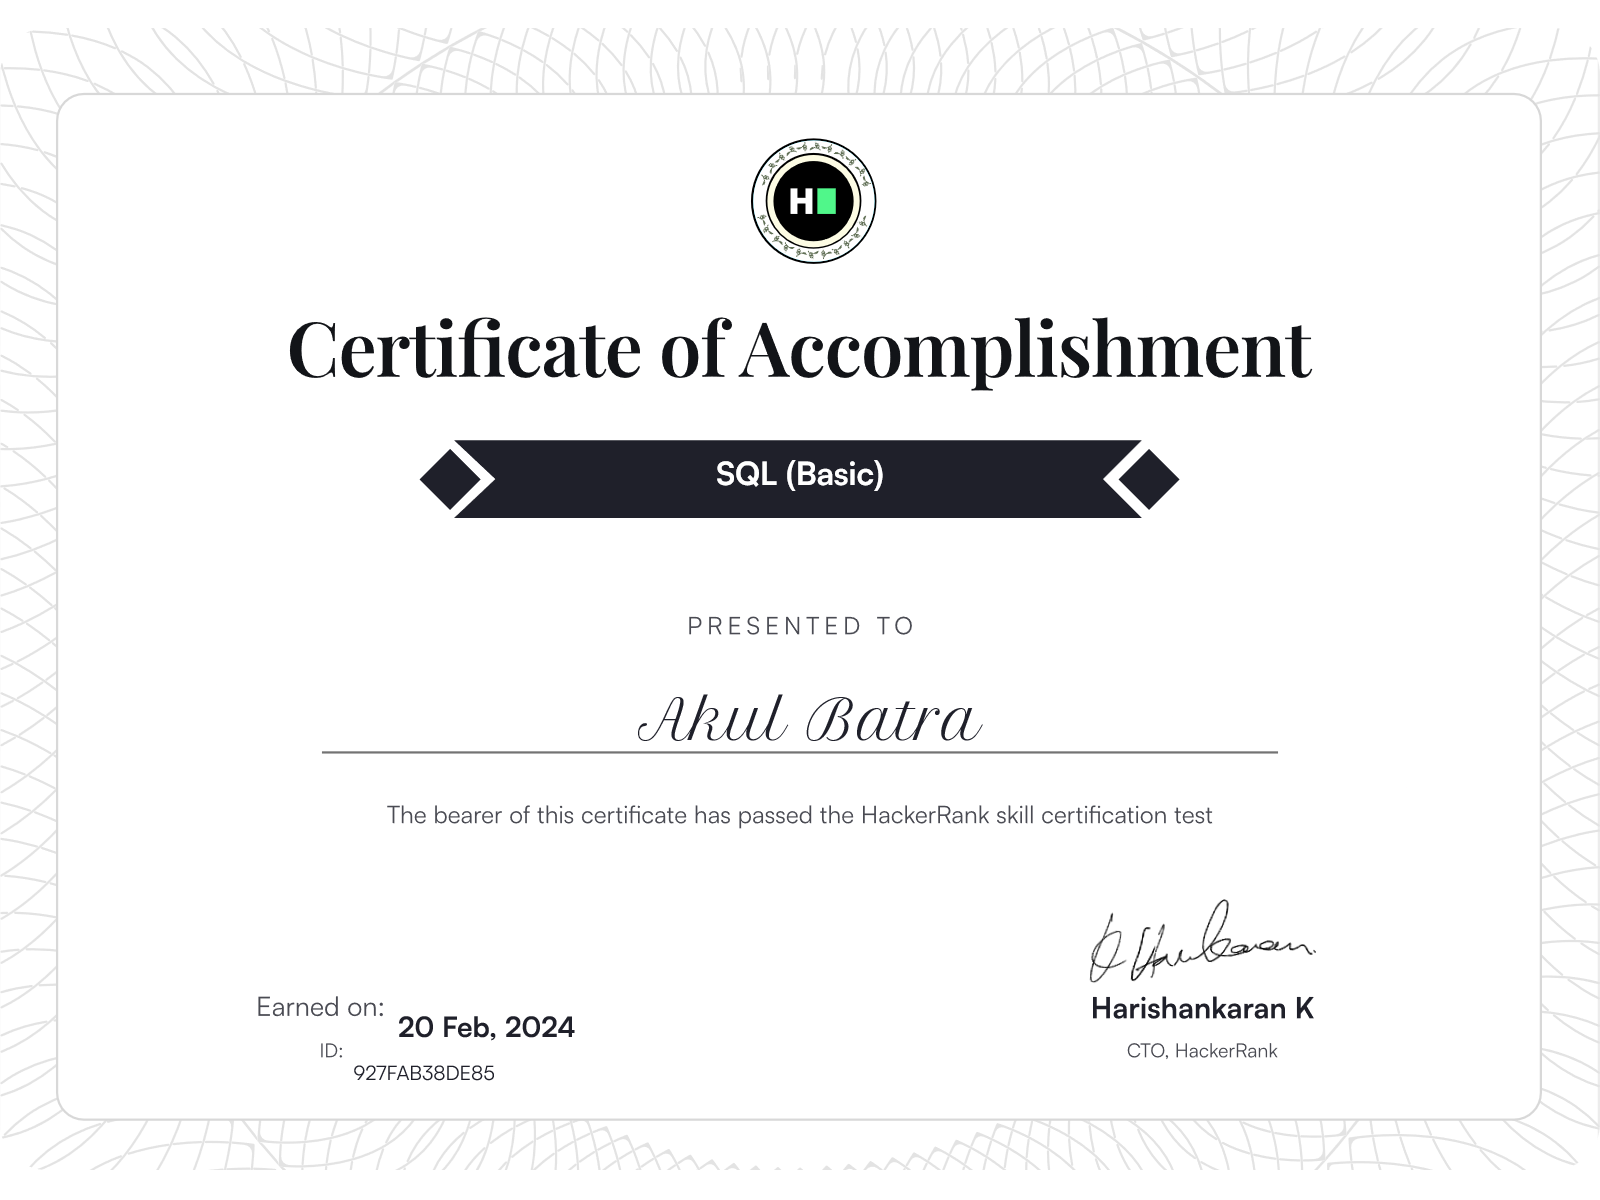 H
Certificate of Accomplishment
SQL (Basic)
PRESENTED TO
Akul Batra
The bearer of this certificate has passed the HackerRank skill certification test
Earned on: 20 Feb, 2024
ID: 927FAB38DE85
Harishankaran K
CTO, HackerRank